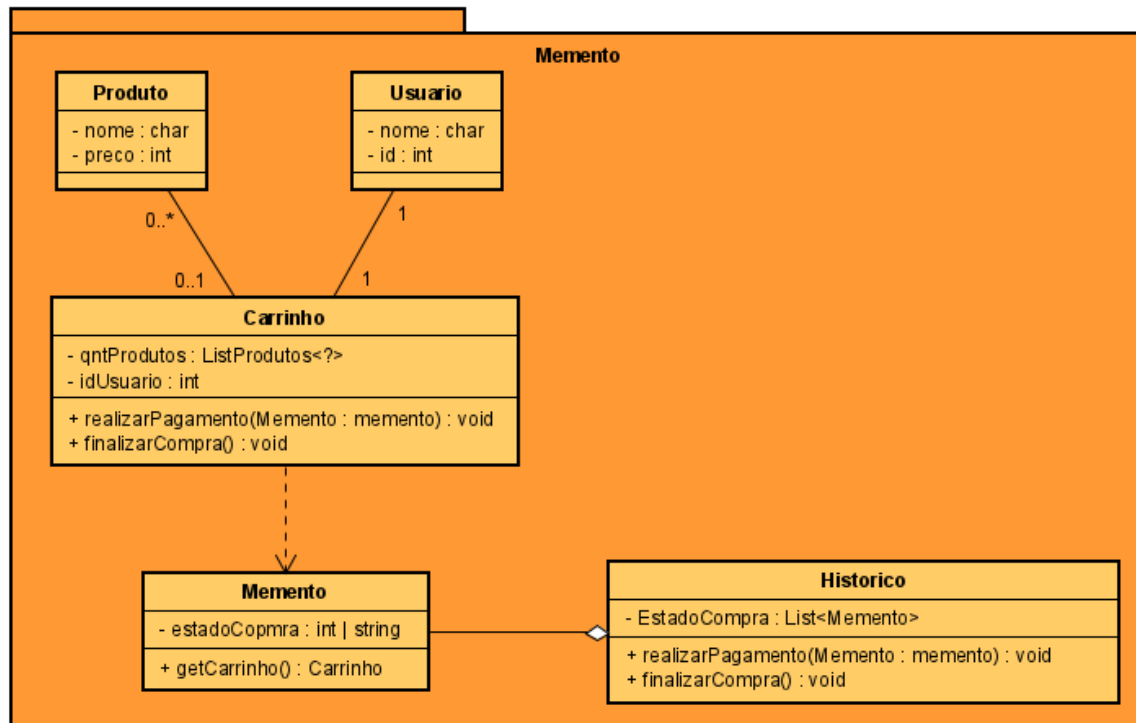 Memento
Produto
- nome : char
- preco : int
Usuario
- nome : char
- id : int
0..*
1
0..1
1
Carrinho
- qntProdutos : ListProdutos<?>
- idUsuario : int
+ realizarPagamento(Memento : memento) : void
+ finalizarCompra() : void
Memento
- estadoCopmra : int | string
+ getCarrinho() : Carrinho
Historico
- EstadoCompra : List<Memento>
+ realizarPagamento(Memento : memento) : void
+ finalizarCompra() : void